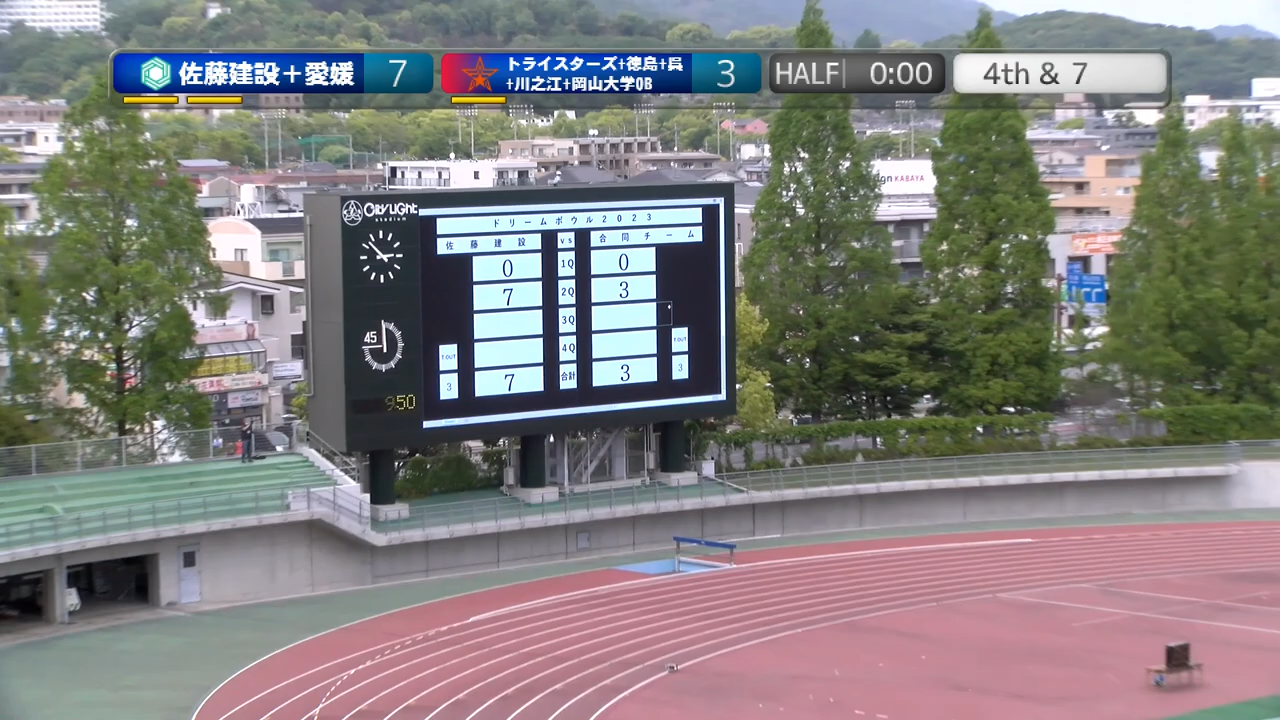 佐藤建設+愛媛 7
トライスターズ+徳島+呉
+川之江+岡山大学OB
3
HALF 0:00
4th & 7
CITY LIGHT
STADIUM
ドリームボウル2023
佐藤建設 VS 合同チーム
0 1Q 0
7 2Q 3
3Q
4Q
T.OUT T.OUT
3 3
7 合計 3
45
950
KABAYA